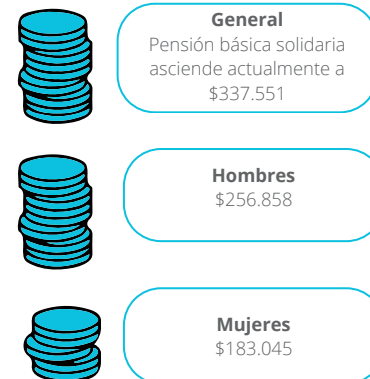 General
Pensión básica solidaria
asciende actualmente a
$337.551
Hombres
$256.858
Mujeres
$183.045